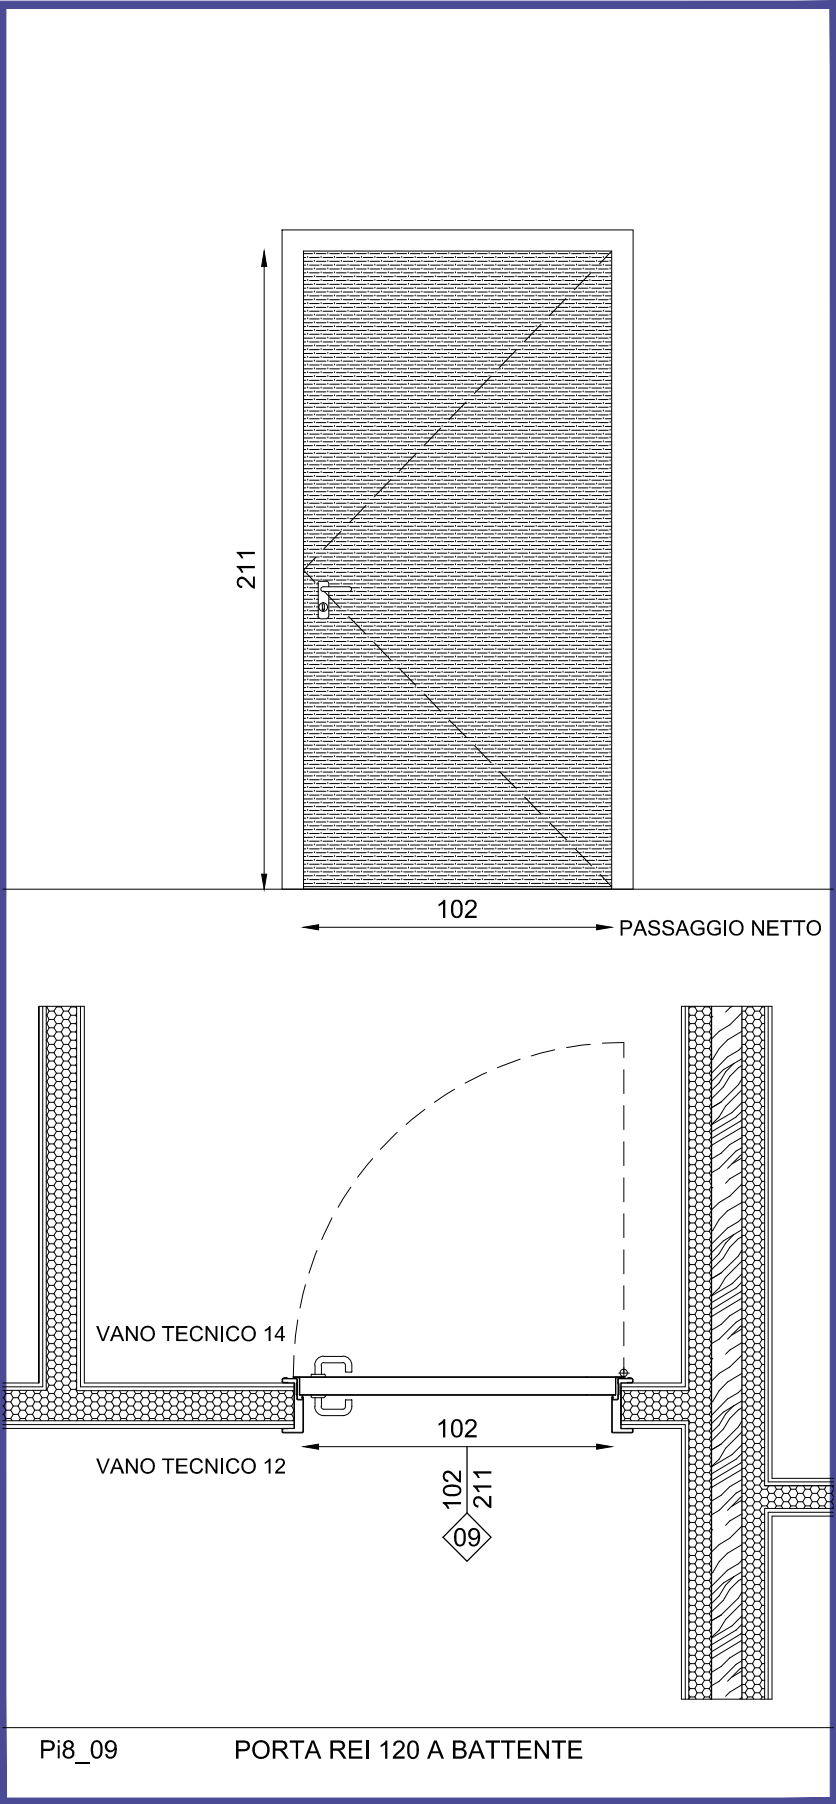 211
102
PASSAGGIO NETTO
VANO TECNICO 14
102
VANO TECNICO 12
102
211
09
Pi8_09 PORTA REI 120 A BATTENTE